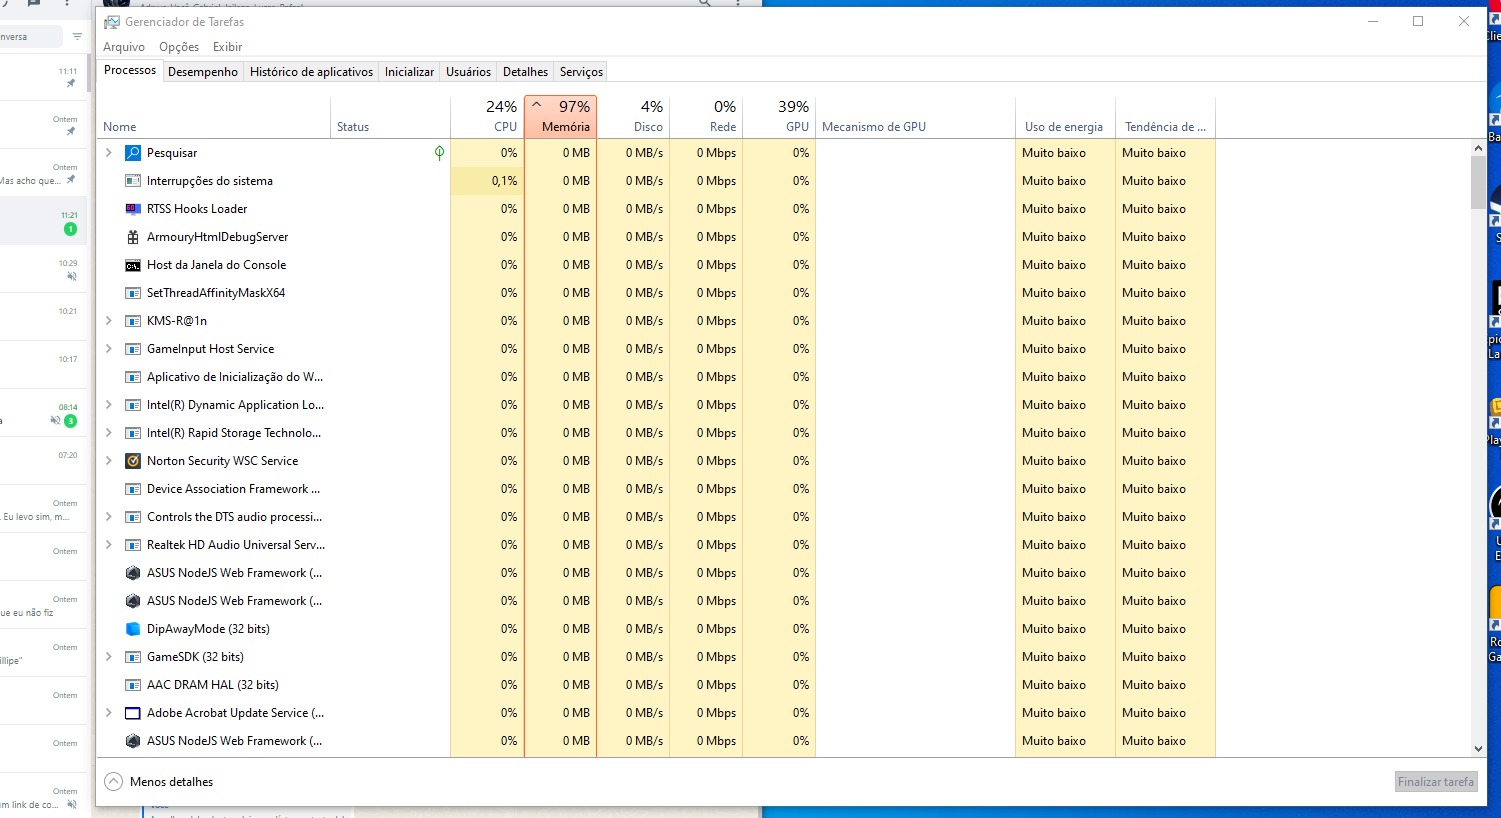 Gerenciador de Tarefas
Arquivo Opções Exibir
Processos Desempenho Histórico de aplicativos Inicializar Usuários Detalhes Serviços
24% 97% 4% 0% 39%
Nome Status CPU Memória Disco Rede GPU Mecanismo de GPU Uso de energia Tendência de ...
Pesquisar 0% 0 MB 0 MB/s 0 Mbps 0% Muito baixo Muito baixo
Interrupções do sistema 0,1% 0 MB 0 MB/s 0 Mbps 0% Muito baixo Muito baixo
RTSS Hooks Loader 0% 0 MB 0 MB/s 0 Mbps 0% Muito baixo Muito baixo
ArmouryHtmlDebugServer 0% 0 MB 0 MB/s 0 Mbps 0% Muito baixo Muito baixo
Host da Janela do Console 0% 0 MB 0 MB/s 0 Mbps 0% Muito baixo Muito baixo
SetThreadAffinityMaskX64 0% 0 MB 0 MB/s 0 Mbps 0% Muito baixo Muito baixo
KMS-R@1n 0% 0 MB 0 MB/s 0 Mbps 0% Muito baixo Muito baixo
GameInput Host Service 0% 0 MB 0 MB/s 0 Mbps 0% Muito baixo Muito baixo
Aplicativo de Inicialização do W... 0% 0 MB 0 MB/s 0 Mbps 0% Muito baixo Muito baixo
Intel(R) Dynamic Application Lo... 0% 0 MB 0 MB/s 0 Mbps 0% Muito baixo Muito baixo
Intel(R) Rapid Storage Technolo... 0% 0 MB 0 MB/s 0 Mbps 0% Muito baixo Muito baixo
Norton Security WSC Service 0% 0 MB 0 MB/s 0 Mbps 0% Muito baixo Muito baixo
Device Association Framework ... 0% 0 MB 0 MB/s 0 Mbps 0% Muito baixo Muito baixo
Controls the DTS audio processi... 0% 0 MB 0 MB/s 0 Mbps 0% Muito baixo Muito baixo
Realtek HD Audio Universal Serv... 0% 0 MB 0 MB/s 0 Mbps 0% Muito baixo Muito baixo
ASUS NodeJS Web Framework (... 0% 0 MB 0 MB/s 0 Mbps 0% Muito baixo Muito baixo
ASUS NodeJS Web Framework (... 0% 0 MB 0 MB/s 0 Mbps 0% Muito baixo Muito baixo
DipAwayMode (32 bits) 0% 0 MB 0 MB/s 0 Mbps 0% Muito baixo Muito baixo
GameSDK (32 bits) 0% 0 MB 0 MB/s 0 Mbps 0% Muito baixo Muito baixo
AAC DRAM HAL (32 bits) 0% 0 MB 0 MB/s 0 Mbps 0% Muito baixo Muito baixo
Adobe Acrobat Update Service (... 0% 0 MB 0 MB/s 0 Mbps 0% Muito baixo Muito baixo
ASUS NodeJS Web Framework (... 0% 0 MB 0 MB/s 0 Mbps 0% Muito baixo Muito baixo
Menos detalhes Finalizar tarefa
nversa
11:11
Ontem
Ontem
Mas acho que...
11:21
1
10:29
10:21
10:17
08:14
3
07:20
Ontem
. Eu levo sim, m...
Ontem
Ontem
ue eu não fiz
Ontem
illipe"
Ontem
Ontem
Ontem
um link de co...